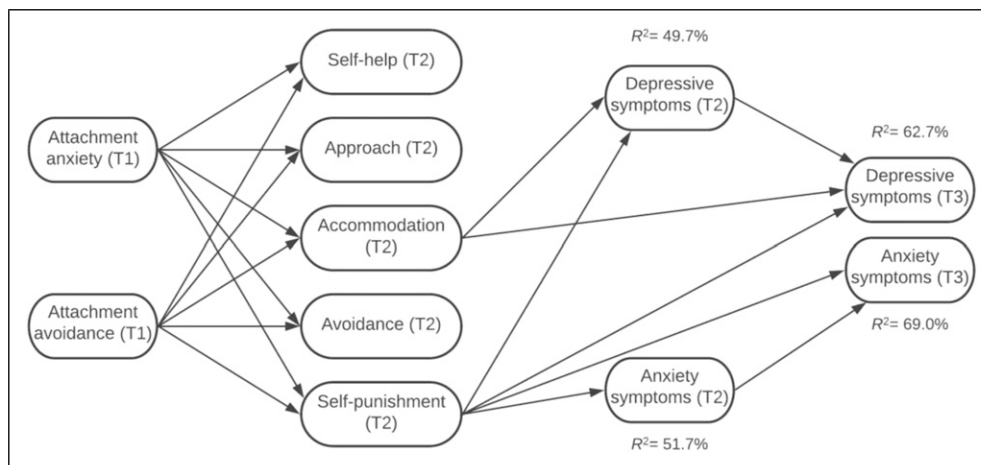 Attachment
anxiety (T1)
Attachment
avoidance (T1)
Self-help (T2)
Approach (T2)
Accommodation
(T2)
Avoidance (T2)
Self-punishment
(T2)
R²= 49.7%
Depressive
symptoms (T2)
Anxiety
symptoms (T2)
R²= 51.7%
R²= 62.7%
Depressive
symptoms (T3)
Anxiety
symptoms (T3)
R²= 69.0%